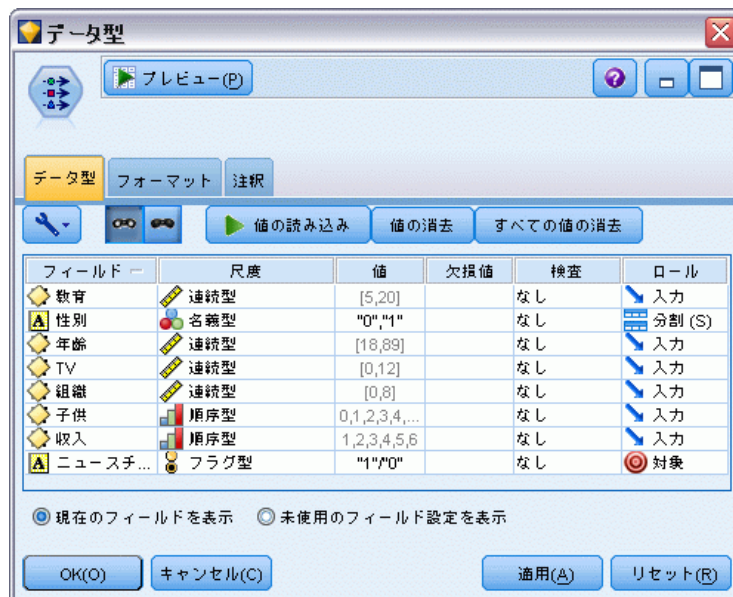 データ型
プレビュー(P)
データ型 フォーマット 注釈
値の読み込み 値の消去 すべての値の消去
フィールド 尺度 値 欠損値 検査 ロール
教育 連続型 [5,20] なし 入力
A 性別 名義型 "0","1" なし 分割 (S)
年齢 連続型 [18,89] なし 入力
TV 連続型 [0,12] なし 入力
組織 連続型 [0,8] なし 入力
子供 順序型 0,1,2,3,4,... なし 入力
収入 順序型 1,2,3,4,5,6 なし 入力
A ニュースチ... フラグ型 "1"/"0" なし 対象
現在のフィールドを表示 未使用のフィールド設定を表示
OK(O) キャンセル(C) 適用(A) リセット(R)